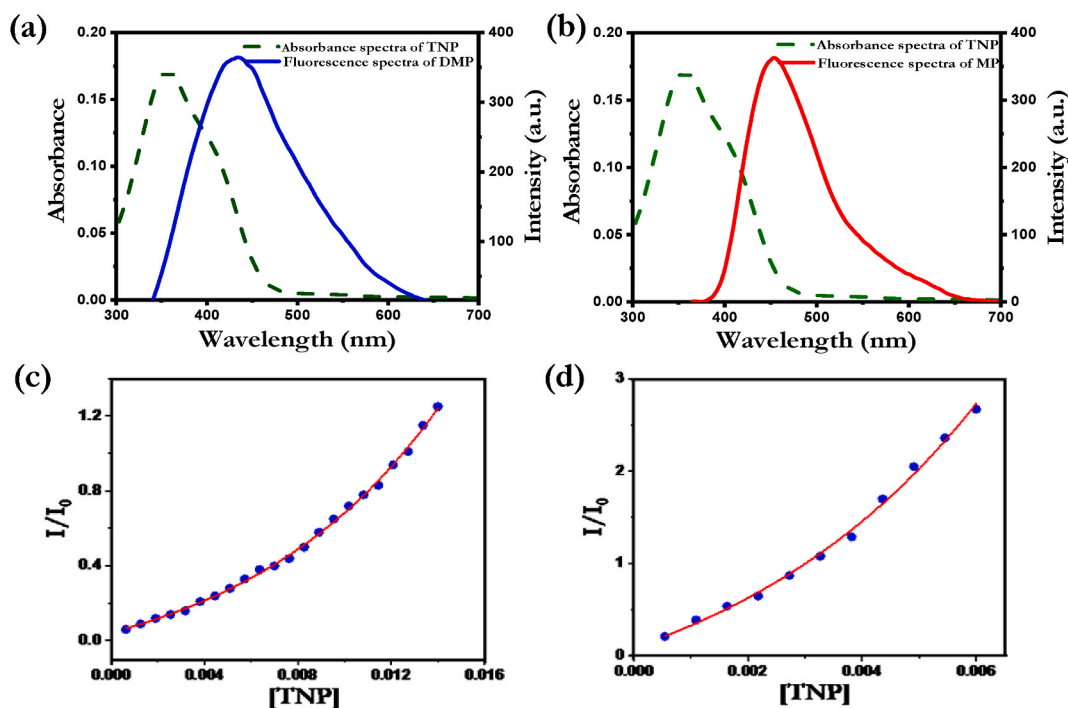 (a)
Absorbance spectra of TNP
Fluorescence spectra of DMP
0.20
0.15
0.10
0.05
0.00
Absorbance
400
300
200
100
0
Intensity (a.u.)
300 400 500 600 700
Wavelength (nm)
(b)
Absorbance spectra of TNP
Fluorescence spectra of MP
0.20
0.15
0.10
0.05
0.00
Absorbance
400
300
200
100
0
Intensity (a.u.)
300 400 500 600 700
Wavelength (nm)
(c)
1.2
0.8
0.4
0.0
I/I0
0.000 0.004 0.008 0.012 0.016
[TNP]
(d)
3
2
1
0
I/I0
0.000 0.002 0.004 0.006
[TNP]